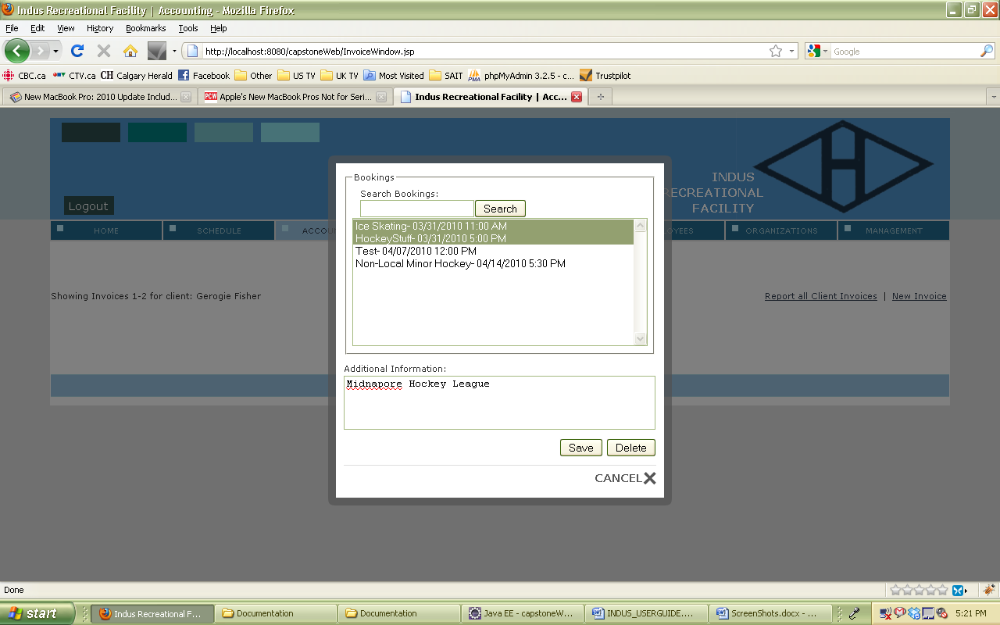 Indus Recreational Facility | Accounting - Mozilla Firefox
File Edit View History Bookmarks Tools Help
http://localhost:8080/capstoneWeb/InvoiceWindow.jsp
Google
CBC.ca CTV.ca CH Calgary Herald Facebook Other US TV UK TV Most Visited SAIT PMA phpMyAdmin 3.2.5 - c... Trustpilot
New MacBook Pro: 2010 Update Includ... PCW Apple's New MacBook Pros Not for Seri... Indus Recreational Facility | Acc...
H
INDUS
RECREATIONAL
FACILITY
Logout
HOME SCHEDULE ACCOU YEES ORGANIZATIONS MANAGEMENT
Bookings
Search Bookings:
Search
Ice Skating- 03/31/2010 11:00 AM
HockeyStuff- 03/31/2010 5:00 PM
Test- 04/07/2010 12:00 PM
Non-Local Minor Hockey- 04/14/2010 5:30 PM
Showing Invoices 1-2 for client: Gerogie Fisher
Report all Client Invoices | New Invoice
Additional Information:
Midnapore Hockey League
Save Delete
CANCEL
Done
start Indus Recreational F... Documentation Documentation Java EE - capstoneW... INDUS_USERGUIDE.... ScreenShots.docx - ... 5:21 PM